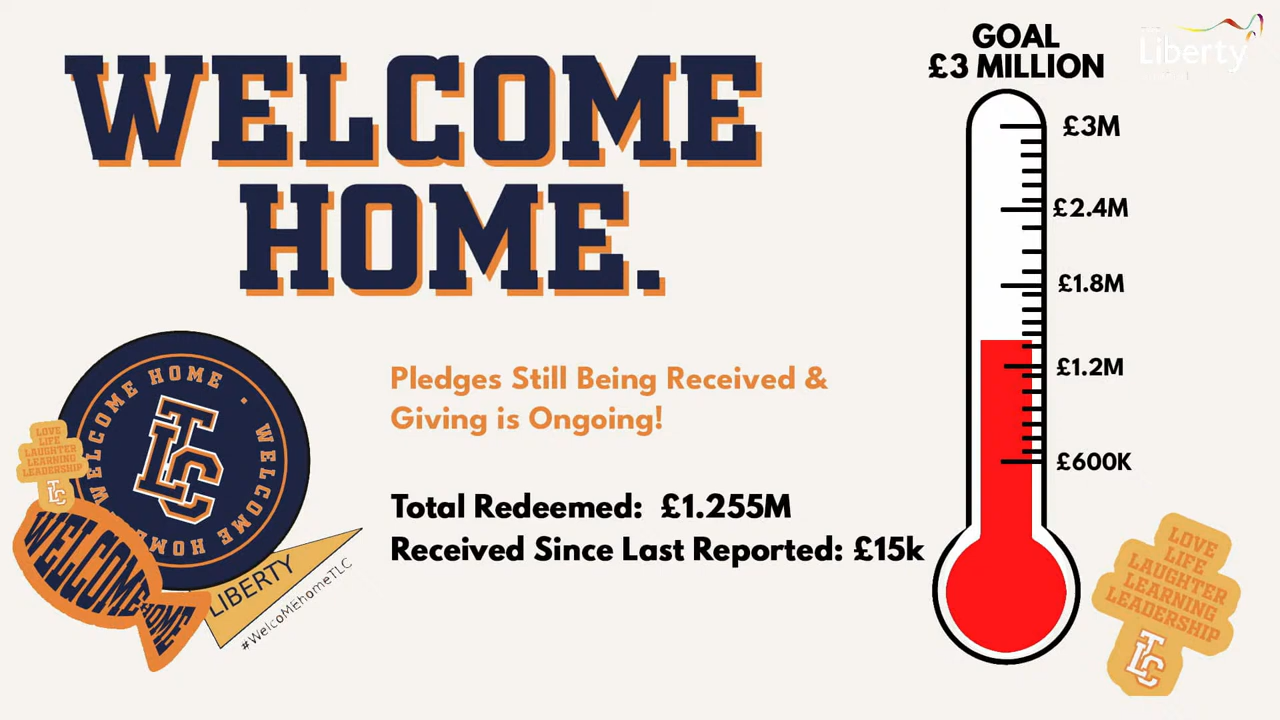 WELCOME
HOME.
GOAL
£3 MILLION
Liberty
£3M
£2.4M
£1.8M
£1.2M
£600K
Pledges Still Being Received &
Giving is Ongoing!
Total Redeemed: £1.255M
Received Since Last Reported: £15k
WELCOME HOME · WELCOME HOME
TLC
LOVE
LIFE
LAUGHTER
LEARNING
LEADERSHIP
TLC
WELCOME
HOME
LIBERTY
#WelcoMEhomeTLC
LOVE
LIFE
LAUGHTER
LEARNING
LEADERSHIP
TLC